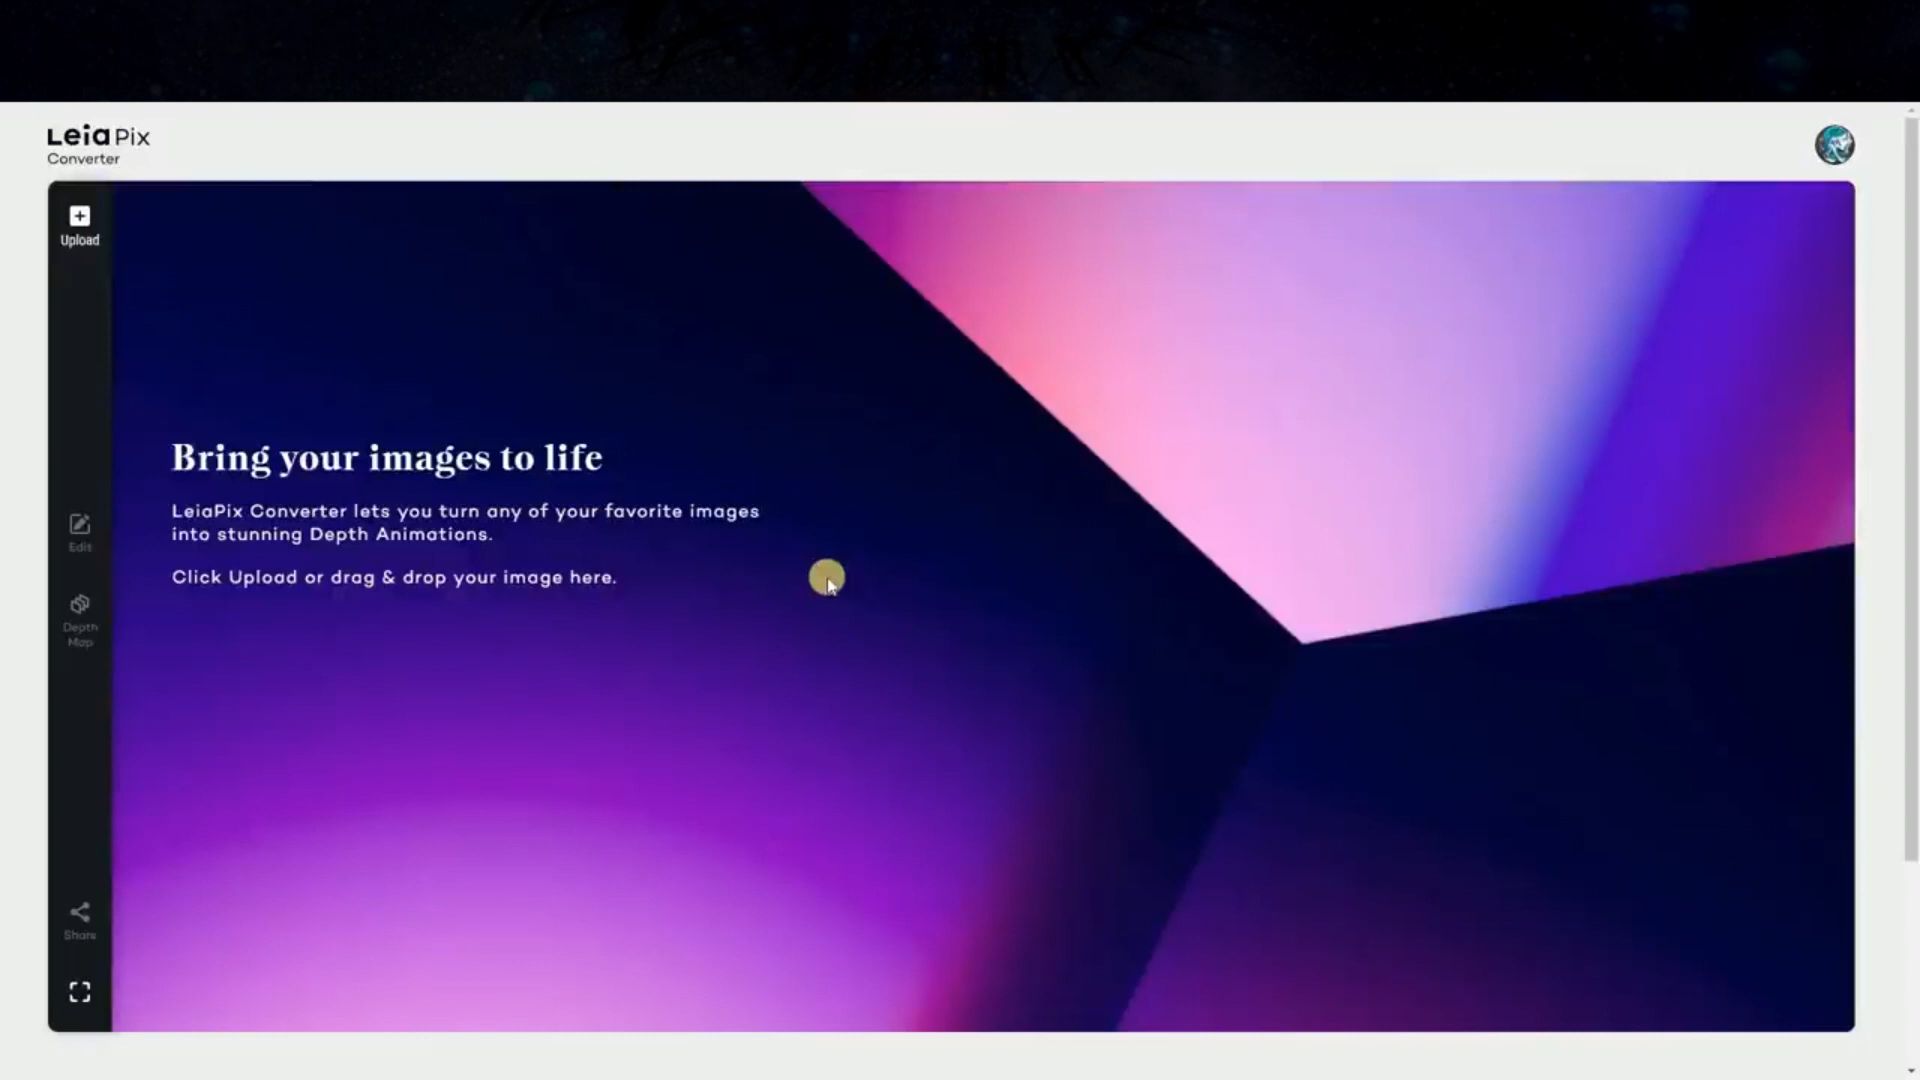 Leia Pix
Converter
Upload
Bring your images to life
LeiaPix Converter lets you turn any of your favorite images
into stunning Depth Animations.
Click Upload or drag & drop your image here.
Edit
Depth
Map
Share